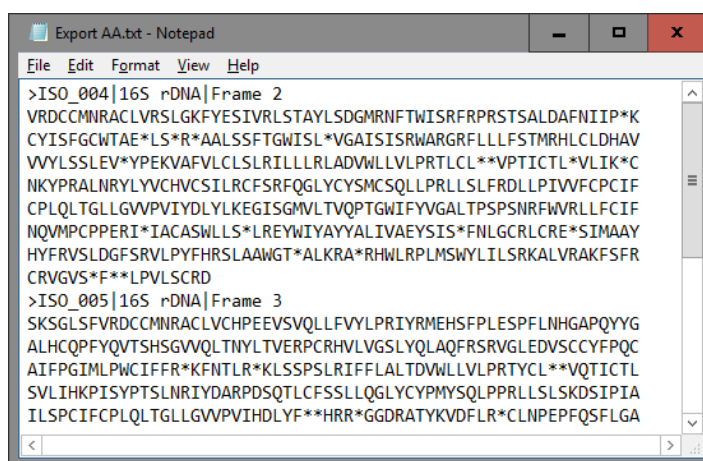 Export AA.txt - Notepad
File Edit Format View Help
>ISO_004|16S rDNA|Frame 2
VRDCCMNRACLVRSLGKFYESIVRLSTAYLSDGMRNFTWISRFRPRSTSALDAFNIIP*K
CYISFGCWTAE*LS*R*AALSSFTGWISL*VGAISISRWARGRFLLLFSTMRHLCLDHAV
VVYLSSLEV*YPEKVAFVLCLSLRILLLRLADVWLLVLPRTLCL**VPTICTL*VLIK*C
NKYPRALNRYLYVCHVCSILRCFSRFQGLYCYSMCSQLLPRLLSLFRDLLPIVVFCPCIF
CPLQLTGLLGVVPVIYDLYLKEGISGMVLTVQPTGWIFYVGALTPSPSNRFWVRLLFCIF
NQVMPCPPERI*IACASWLLS*LREYWIYAYYALIVAEYSIS*FNLGCRLCRE*SIMAAY
HYFRVSLDGFSRVLPYFHRSLAAWGT*ALKRA*RHWLRPLMSWYLILSRKALVRAKFSFR
CRVGVS*F**LPVLSCRD
>ISO_005|16S rDNA|Frame 3
SKSGLSFVRDCCMNRACLVCHPEEVSVQLLFVYLPRIYRMEHSFPLESPFLNHGAPQYYG
ALHCQPFYQVTSHSGVVQLTNYLTVERPCRHVLVGSLYQLAQFRSRVGLEDVSCCYFPQC
AIFPGIMLPWCIFFR*KFNTLR*KLSSPSLRIFFLALTDVWLLVLPRTYCL**VQTICTL
SVLIHKPISYPTSLNRIYDARPDSQTLCFSSLLQGLYCYPMYSQLPPRLLSLSKDSIPIA
ILSPCIFCPLQLTGLLGVVPVIHDLYF**HRR*GGDRATYKVDFLR*CLNPEPFQSFLGA